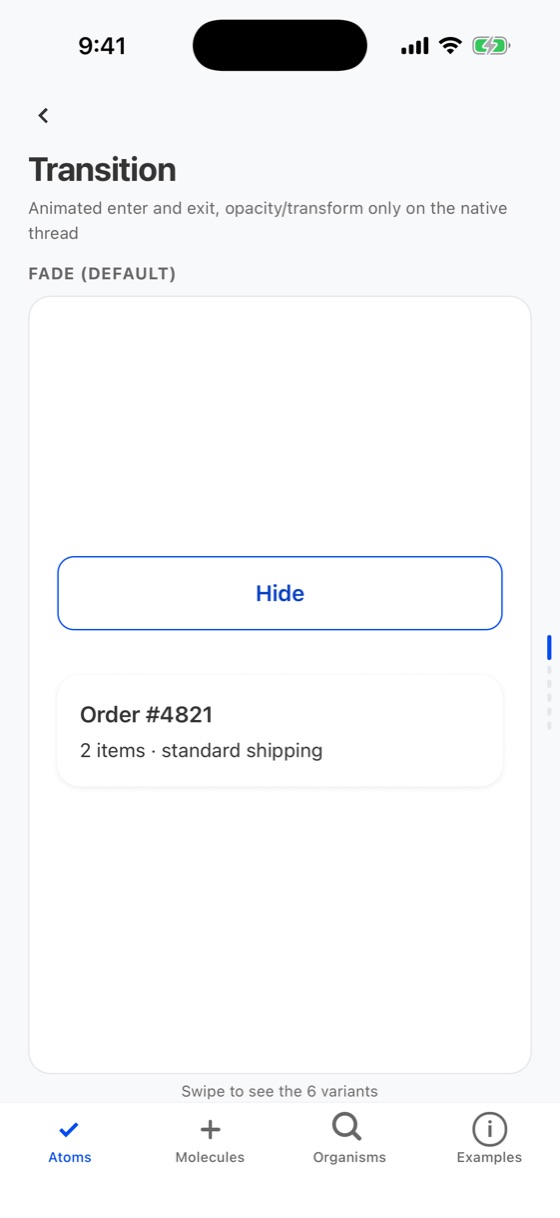 9:41
Transition
Animated enter and exit, opacity/transform only on the native
thread
FADE (DEFAULT)
Hide
Order #4821
2 items · standard shipping
Swipe to see the 6 variants
Atoms
Molecules
Organisms
Examples